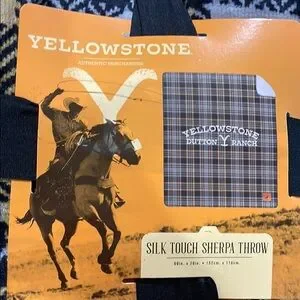 YELLOWSTONE
AUTHENTIC MERCHANDISE
YELLOWSTONE
DUTTON Y RANCH
SILK TOUCH SHERPA THROW